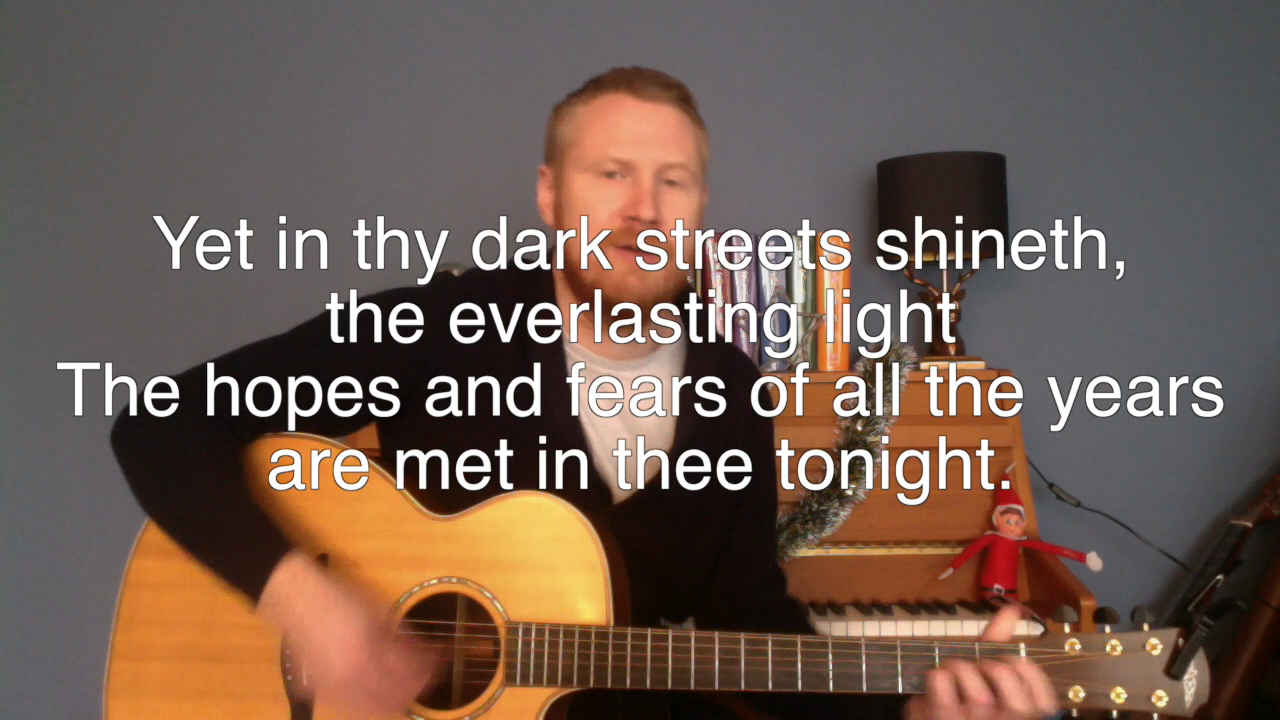 Yet in thy dark streets shineth,
the everlasting light
The hopes and fears of all the years
are met in thee tonight.